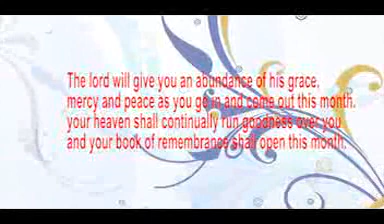 The lord will give you an abundance of his grace,
mercy and peace as you go in and come out this month.
your heaven shall continually run goodness over you
and your book of remembrance shall open this month.